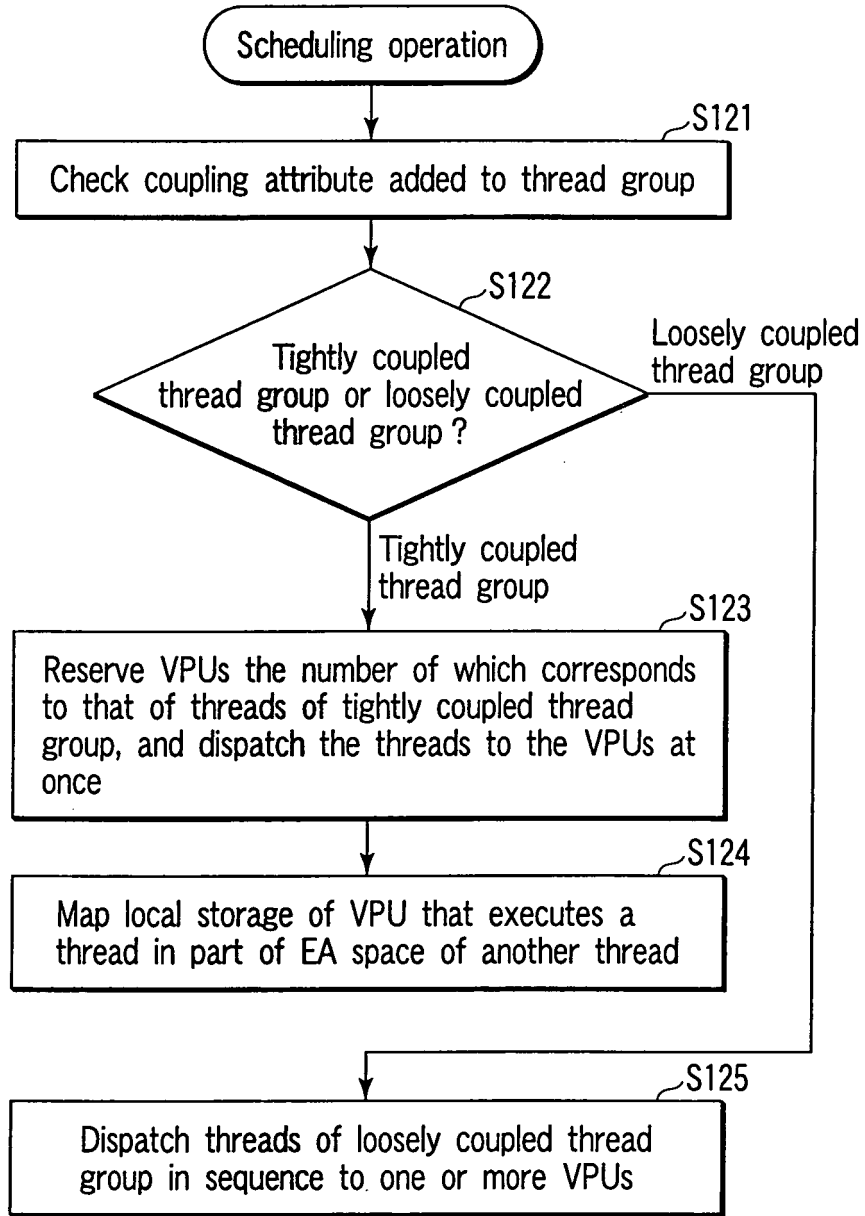 Scheduling operation
S121
Check coupling attribute added to thread group
S122
Tightly coupled
thread group or loosely coupled
thread group ?
Loosely coupled
thread group
Tightly coupled
thread group
S123
Reserve VPUs the number of which corresponds
to that of threads of tightly coupled thread
group, and dispatch the threads to the VPUs at
once
S124
Map local storage of VPU that executes a
thread in part of EA space of another thread
S125
Dispatch threads of loosely coupled thread
group in sequence to one or more VPUs